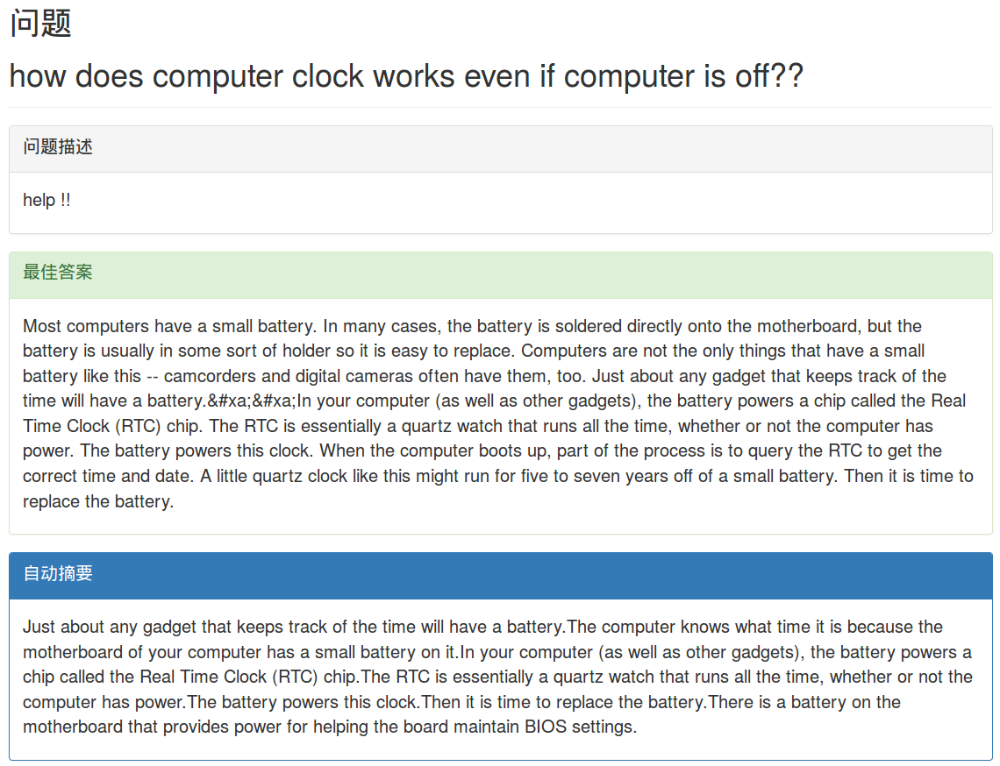 问题
how does computer clock works even if computer is off??
问题描述
help !!
最佳答案
Most computers have a small battery. In many cases, the battery is soldered directly onto the motherboard, but the
battery is usually in some sort of holder so it is easy to replace. Computers are not the only things that have a small
battery like this -- camcorders and digital cameras often have them, too. Just about any gadget that keeps track of the
time will have a battery.&#xa;&#xa;In your computer (as well as other gadgets), the battery powers a chip called the Real
Time Clock (RTC) chip. The RTC is essentially a quartz watch that runs all the time, whether or not the computer has
power. The battery powers this clock. When the computer boots up, part of the process is to query the RTC to get the
correct time and date. A little quartz clock like this might run for five to seven years off of a small battery. Then it is time to
replace the battery.
自动摘要
Just about any gadget that keeps track of the time will have a battery.The computer knows what time it is because the
motherboard of your computer has a small battery on it.In your computer (as well as other gadgets), the battery powers a
chip called the Real Time Clock (RTC) chip.The RTC is essentially a quartz watch that runs all the time, whether or not the
computer has power.The battery powers this clock.Then it is time to replace the battery.There is a battery on the
motherboard that provides power for helping the board maintain BIOS settings.